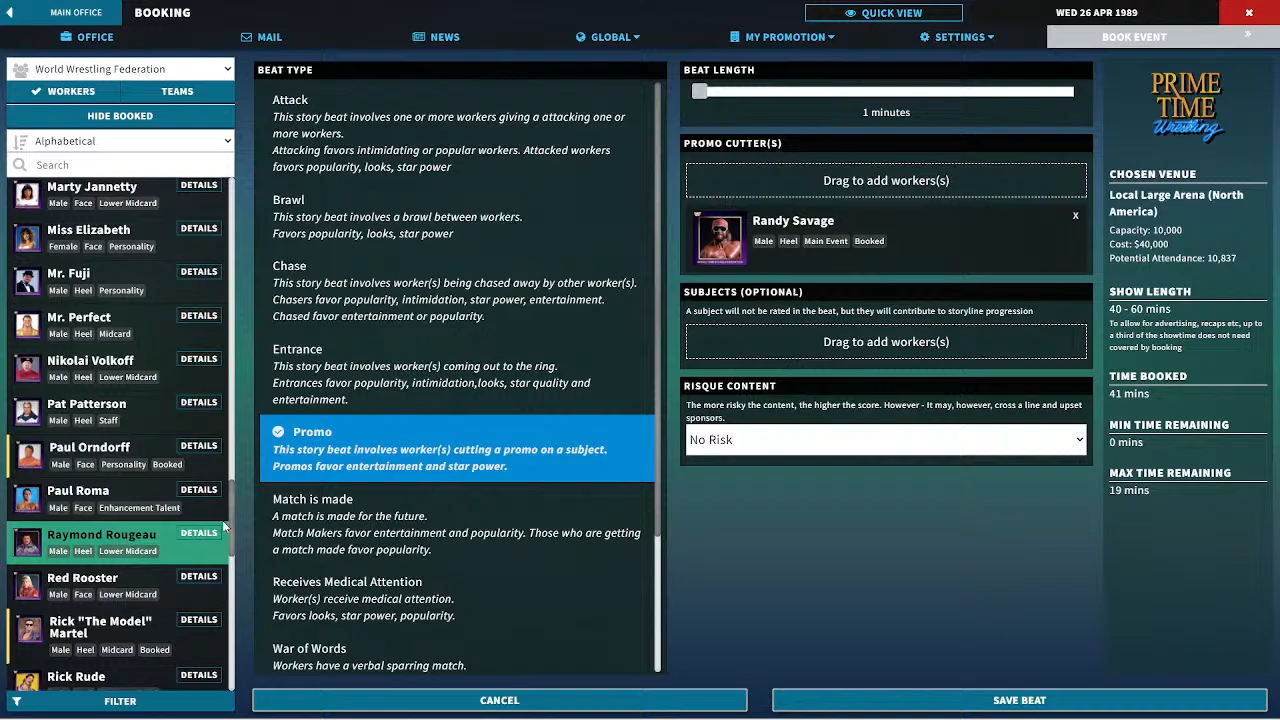 MAIN OFFICE
BOOKING
QUICK VIEW
WED 26 APR 1989
OFFICE
MAIL
NEWS
GLOBAL
MY PROMOTION
SETTINGS
BOOK EVENT
World Wrestling Federation
WORKERS
TEAMS
HIDE BOOKED
Alphabetical
Search
Marty Jannetty
DETAILS
Male Face Lower Midcard
Miss Elizabeth
DETAILS
Female Face Personality
Mr. Fuji
DETAILS
Male Heel Personality
Mr. Perfect
DETAILS
Male Heel Midcard
Nikolai Volkoff
DETAILS
Male Heel Lower Midcard
Pat Patterson
DETAILS
Male Heel Staff
Paul Orndorff
DETAILS
Male Face Personality Booked
Paul Roma
DETAILS
Male Face Enhancement Talent
Raymond Rougeau
DETAILS
Male Heel Lower Midcard
Red Rooster
DETAILS
Male Face Lower Midcard
Rick "The Model"
Martel
DETAILS
Male Heel Midcard Booked
Rick Rude
DETAILS
FILTER
BEAT TYPE
Attack
This story beat involves one or more workers giving a attacking one or
more workers.
Attacking favors intimidating or popular workers. Attacked workers
favors popularity, looks, star power
Brawl
This story beat involves a brawl between workers.
Favors popularity, looks, star power
Chase
This story beat involves worker(s) being chased away by other worker(s).
Chasers favor popularity, intimidation, star power, entertainment.
Chased favor entertainment or popularity.
Entrance
This story beat involves worker(s) coming out to the ring.
Entrances favor popularity, intimidation,looks, star quality and
entertainment.
Promo
This story beat involves worker(s) cutting a promo on a subject.
Promos favor entertainment and star power.
Match is made
A match is made for the future.
Match Makers favor entertainment and popularity. Those who are getting
a match made favor popularity.
Receives Medical Attention
Worker(s) receive medical attention.
Favors looks, star power, popularity.
War of Words
Workers have a verbal sparring match.
CANCEL
BEAT LENGTH
1 minutes
PROMO CUTTER(S)
Drag to add workers(s)
Randy Savage
X
Male Heel Main Event Booked
SUBJECTS (OPTIONAL)
A subject will not be rated in the beat, but they will contribute to storyline progression
Drag to add workers(s)
RISQUE CONTENT
The more risky the content, the higher the score. However - It may, however, cross a line and upset
sponsors.
No Risk
SAVE BEAT
PRIME
TIME
Wrestling
CHOSEN VENUE
Local Large Arena (North
America)
Capacity: 10,000
Cost: $40,000
Potential Attendance: 10,837
SHOW LENGTH
40 - 60 mins
To allow for advertising, recaps etc, up to
a third of the showtime does not need
covered by booking
TIME BOOKED
41 mins
MIN TIME REMAINING
0 mins
MAX TIME REMAINING
19 mins